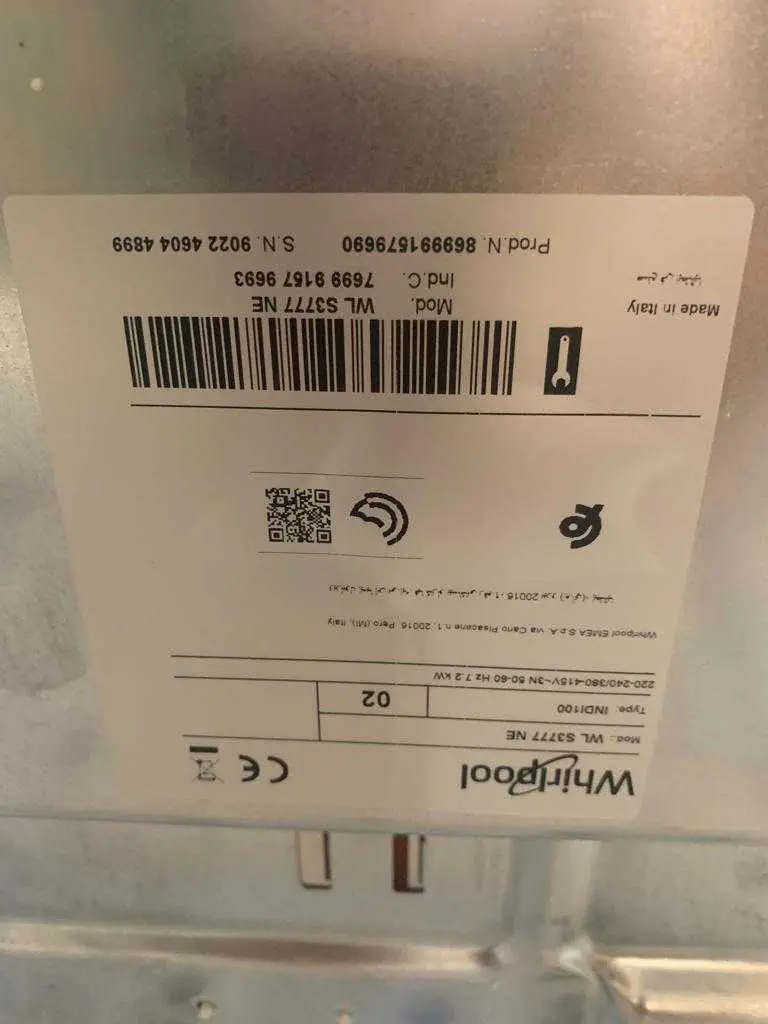 Whirlpool
CE
Mod.: WL S3777 NE
Type: INDI100
02
220-240/380-415V~3N 50-60 Hz 7.2 kW
Whirlpool EMEA S.p.A. via Carlo Pisacane n.1, 20016 Pero (MI), Italy
Made in Italy
Mod. WL S3777 NE
Ind.C. 7699 9157 9693
Prod.N. 869991579690 S.N. 9022 4604 4899